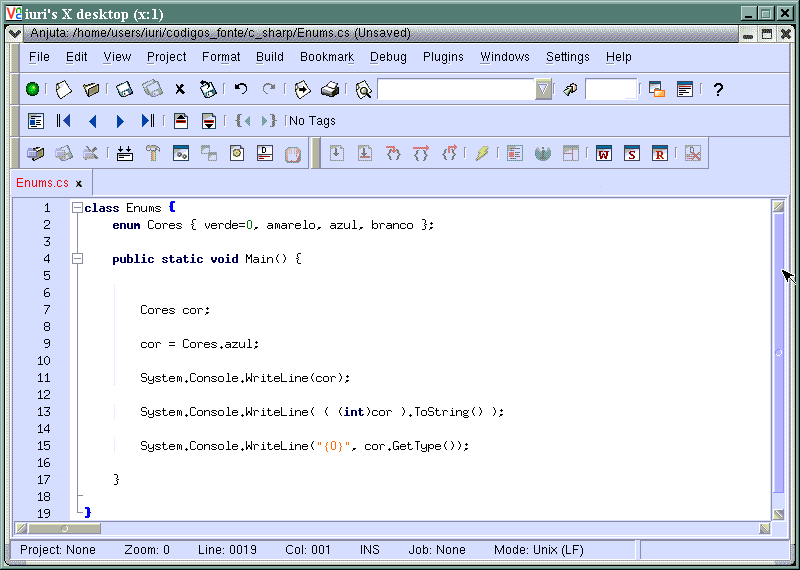 iuri's X desktop (x:1)
Anjuta: /home/users/iuri/codigos_fonte/c_sharp/Enums.cs (Unsaved)
File Edit View Project Format Build Bookmark Debug Plugins Windows Settings Help
No Tags
Enums.cs x
1 class Enums {
2 enum Cores { verde=0, amarelo, azul, branco };
3
4 public static void Main() {
5
6
7 Cores cor;
8
9 cor = Cores.azul;
10
11 System.Console.WriteLine(cor);
12
13 System.Console.WriteLine( ( (int)cor ).ToString() );
14
15 System.Console.WriteLine("{0}", cor.GetType());
16
17 }
18
19 }
Project: None Zoom: 0 Line: 0019 Col: 001 INS Job: None Mode: Unix (LF)